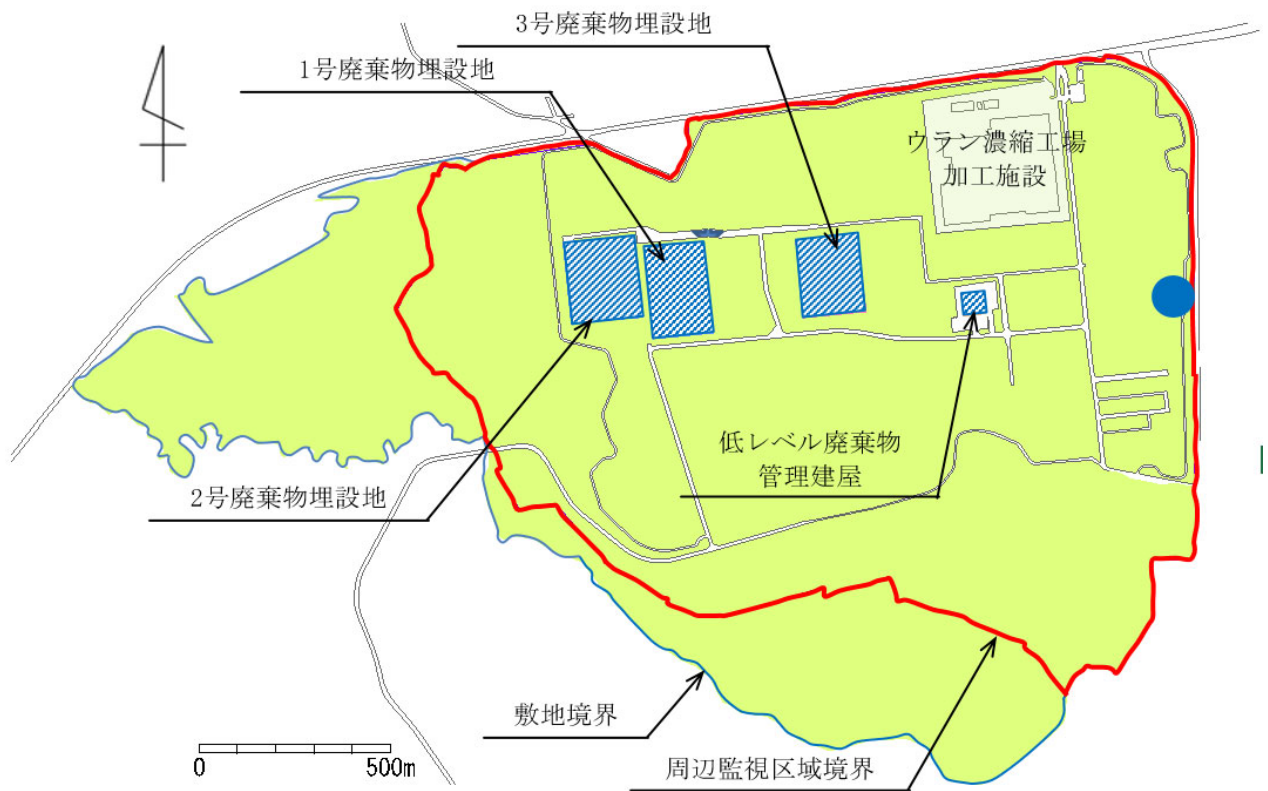 3号廃棄物埋設地
1号廃棄物埋設地
ウラン濃縮工場
加工施設
低レベル廃棄物
管理建屋
2号廃棄物埋設地
敷地境界
周辺監視区域境界
0 500m